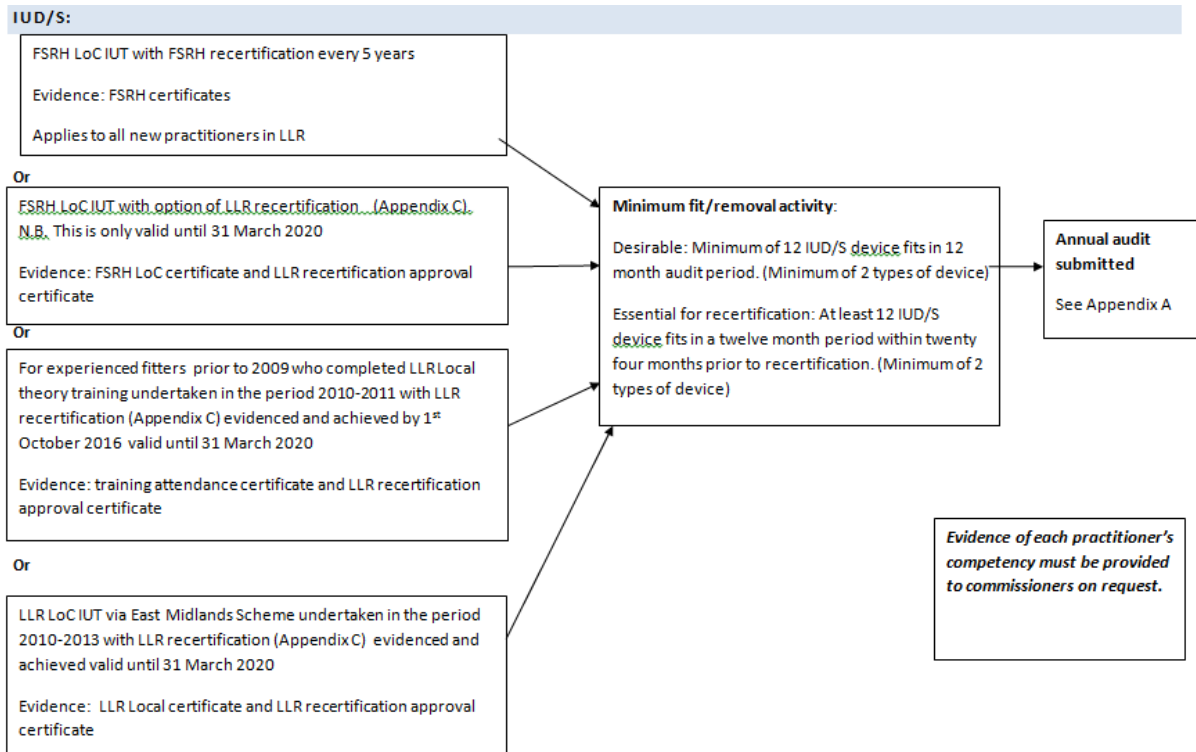 IUD/S:
FSRH LoC IUT with FSRH recertification every 5 years
Evidence: FSRH certificates
Applies to all new practitioners in LLR
Or
FSRH LoC IUT with option of LLR recertification (Appendix C).
N.B. This is only valid until 31 March 2020
Evidence: FSRH LoC certificate and LLR recertification approval
certificate
Or
For experienced fitters prior to 2009 who completed LLR Local
theory training undertaken in the period 2010-2011 with LLR
recertification (Appendix C) evidenced and achieved by 1st
October 2016 valid until 31 March 2020
Evidence: training attendance certificate and LLR recertification
approval certificate
Or
LLR LoC IUT via East Midlands Scheme undertaken in the period
2010-2013 with LLR recertification (Appendix C) evidenced and
achieved valid until 31 March 2020
Evidence: LLR Local certificate and LLR recertification approval
certificate
Minimum fit/removal activity:
Desirable: Minimum of 12 IUD/S device fits in 12
month audit period. (Minimum of 2 types of device)
Essential for recertification: At least 12 IUD/S
device fits in a twelve month period within twenty
four months prior to recertification. (Minimum of 2
types of device)
Annual audit
submitted
See Appendix A
Evidence of each practitioner's
competency must be provided
to commissioners on request.